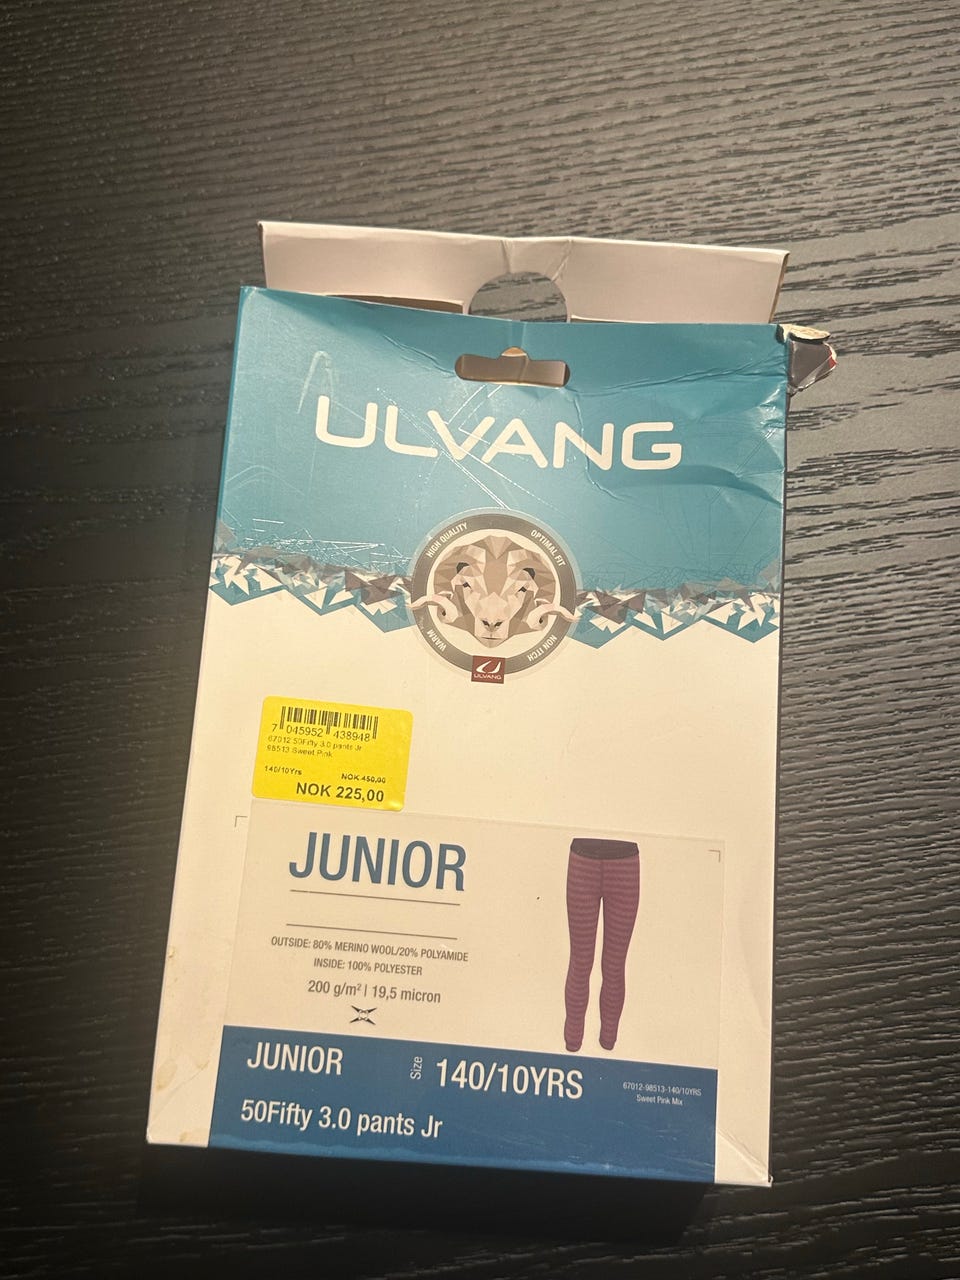 ULVANG
HIGH QUALITY
OPTIMAL FIT
WARM
NON ITCH
ULVANG
7 045952 438948
67012 50Fifty 3.0 pants Jr
98513 Sweet Pink
140/10Yrs
NOK 450,00
NOK 225,00
JUNIOR
OUTSIDE: 80% MERINO WOOL/20% POLYAMIDE
INSIDE: 100% POLYESTER
200 g/m² | 19,5 micron
JUNIOR
Size
140/10YRS
67012-98513-140/10YRS
Sweet Pink Mix
50Fifty 3.0 pants Jr